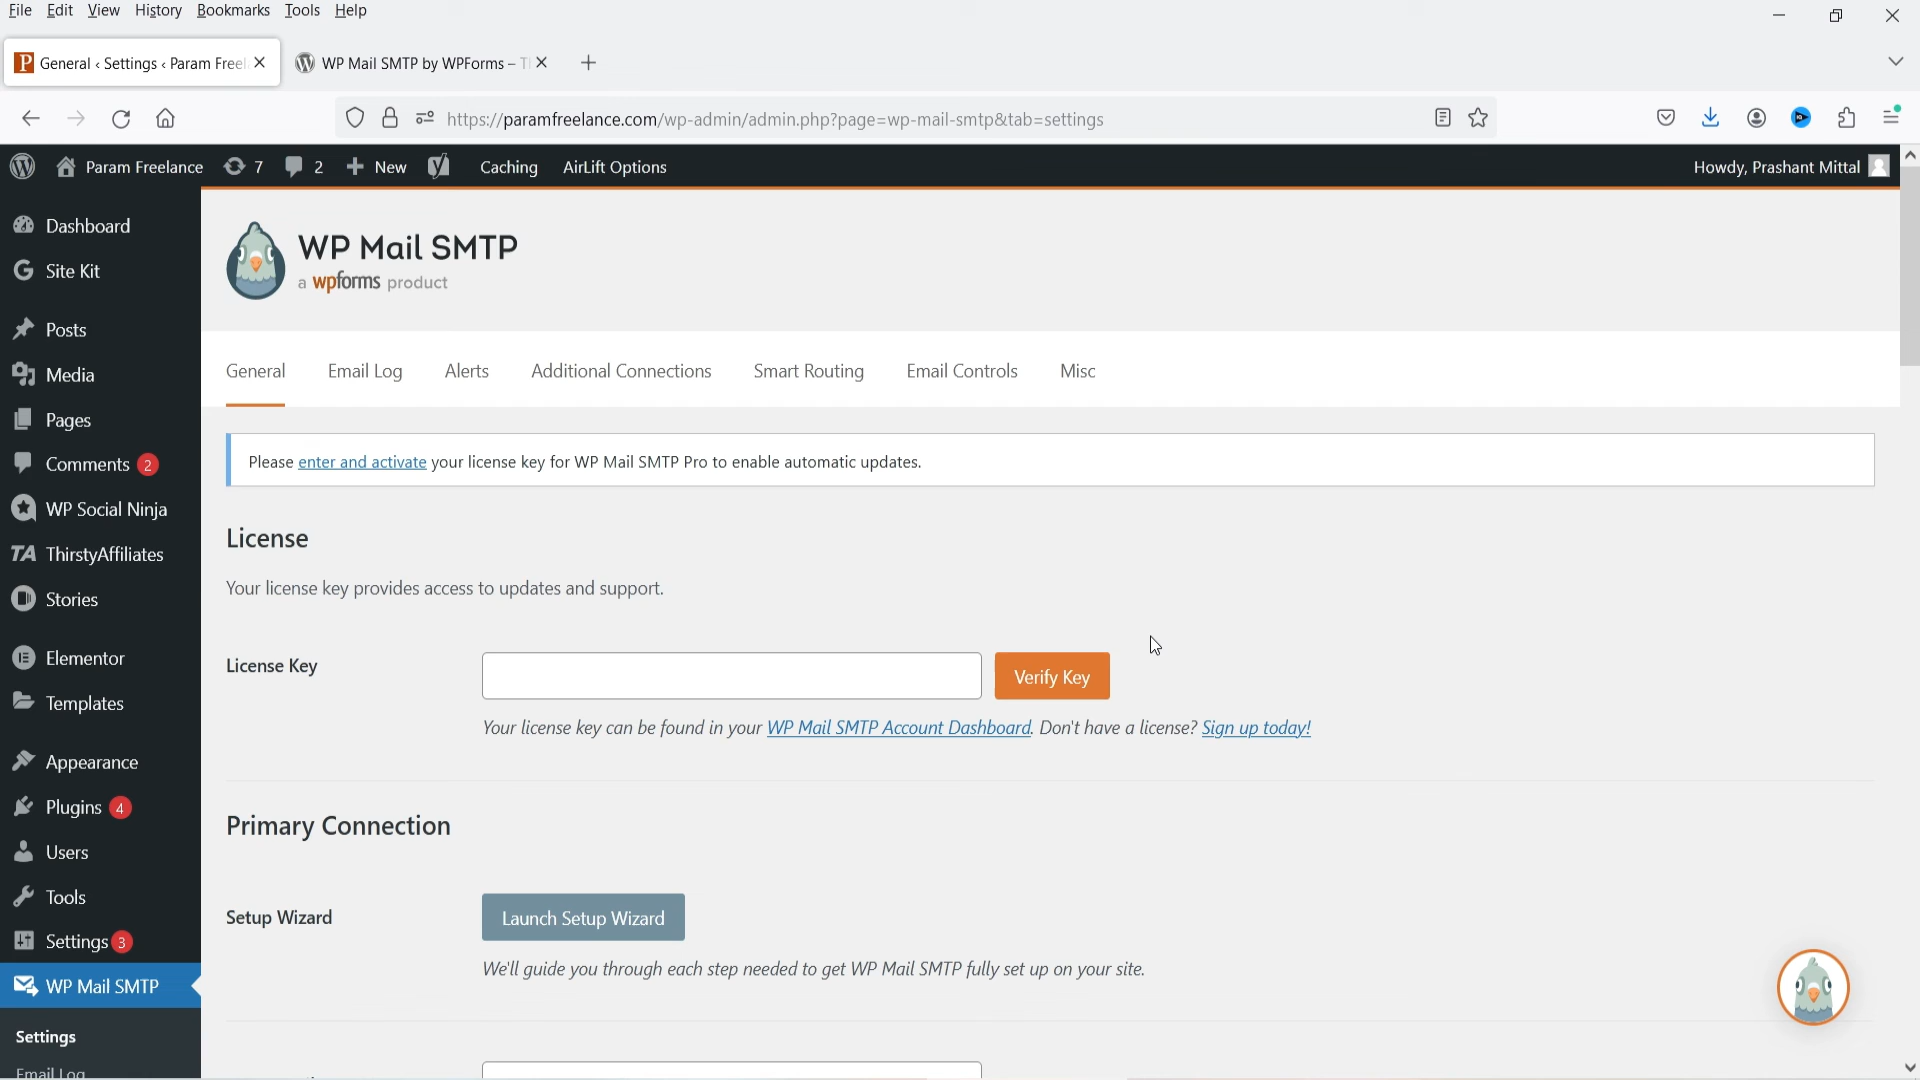 File Edit View History Bookmarks Tools Help
General ‹ Settings ‹ Param Freel
WP Mail SMTP by WPForms – T
https://paramfreelance.com/wp-admin/admin.php?page=wp-mail-smtp&tab=settings
Param Freelance 7 2 New Caching AirLift Options Howdy, Prashant Mittal
Dashboard
Site Kit
Posts
Media
Pages
Comments 2
WP Social Ninja
TA ThirstyAffiliates
Stories
Elementor
Templates
Appearance
Plugins 4
Users
Tools
Settings 3
WP Mail SMTP
Settings
Email Log
WP Mail SMTP
a wpforms product
General Email Log Alerts Additional Connections Smart Routing Email Controls Misc
Please enter and activate your license key for WP Mail SMTP Pro to enable automatic updates.
License
Your license key provides access to updates and support.
License Key Verify Key
Your license key can be found in your WP Mail SMTP Account Dashboard. Don't have a license? Sign up today!
Primary Connection
Setup Wizard Launch Setup Wizard
We'll guide you through each step needed to get WP Mail SMTP fully set up on your site.